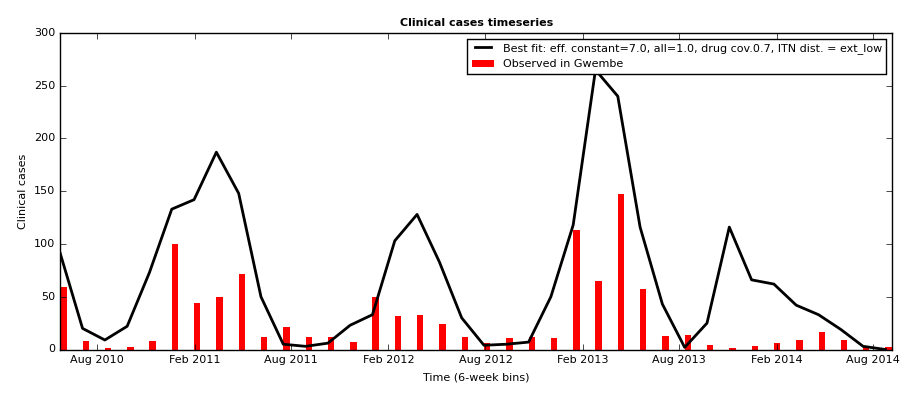 Clinical cases timeseries
300
250
200
150
100
50
0
Clinical cases
Best fit: eff. constant=7.0, all=1.0, drug cov.0.7, ITN dist. = ext_low
Observed in Gwembe
Aug 2010
Feb 2011
Aug 2011
Feb 2012
Aug 2012
Feb 2013
Aug 2013
Feb 2014
Aug 2014
Time (6-week bins)